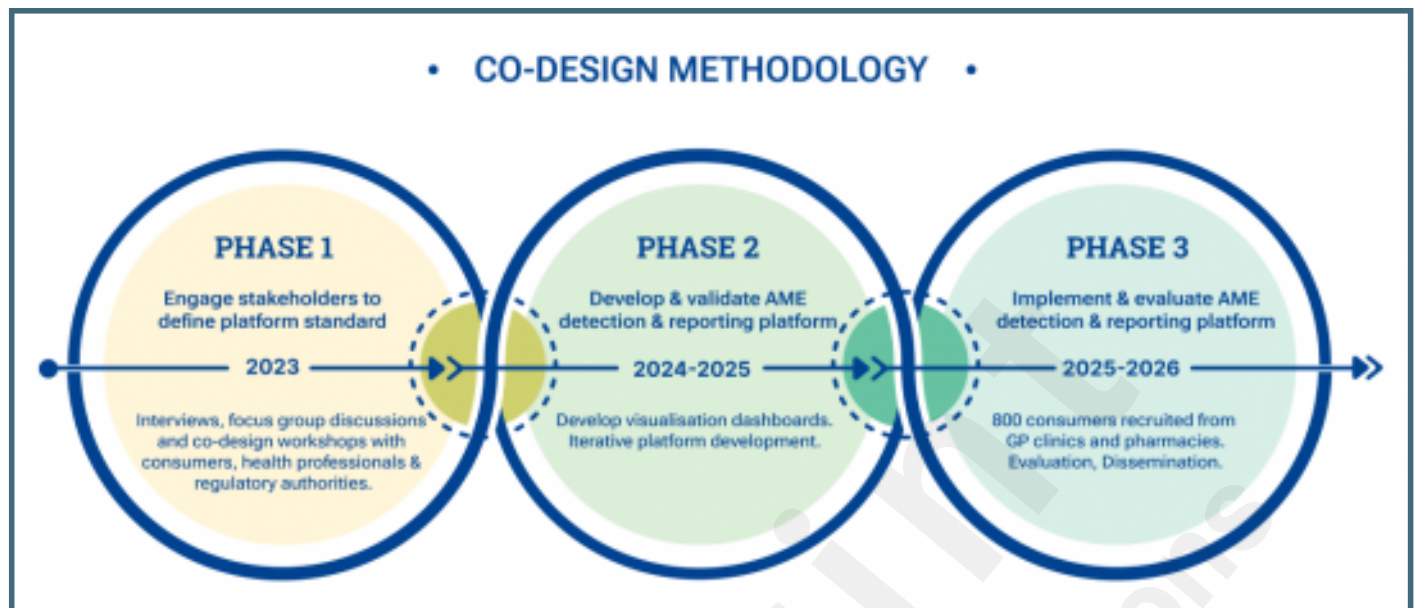 • CO-DESIGN METHODOLOGY •
PHASE 1
Engage stakeholders to
define platform standard
2023
Interviews, focus group discussions
and co-design workshops with
consumers, health professionals &
regulatory authorities.
PHASE 2
Develop & validate AME
detection & reporting platform
2024-2025
Develop visualisation dashboards.
Iterative platform development.
PHASE 3
Implement & evaluate AME
detection & reporting platform
2025-2026
800 consumers recruited from
GP clinics and pharmacies.
Evaluation, Dissemination.